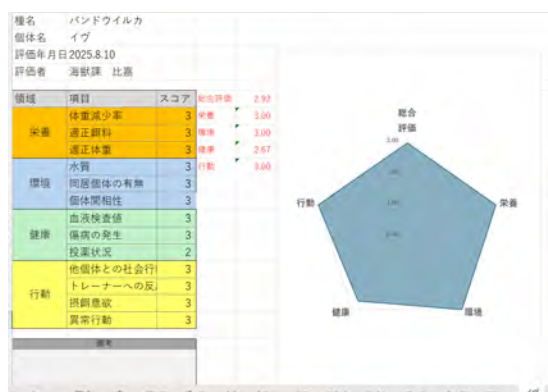 種名 バンドウイルカ
個体名 イヴ
評価年月日 2025.8.10
評価者 海獣課 比嘉
領域 項目 スコア 総合評価 2.92
栄養 体重減少率 3 栄養 3.00
適正餌料 3 環境 3.00
適正体重 3 健康 2.67
環境 水質 3 行動 3.00
同居個体の有無 3
個体間相性 3
健康 血液検査値 3
傷病の発生 3
投薬状況 2
行動 他個体との社会行 3
トレーナーへの反 3
摂餌意欲 3
異常行動 3
備考
総合
評価
3.00
行動
栄養
健康
環境